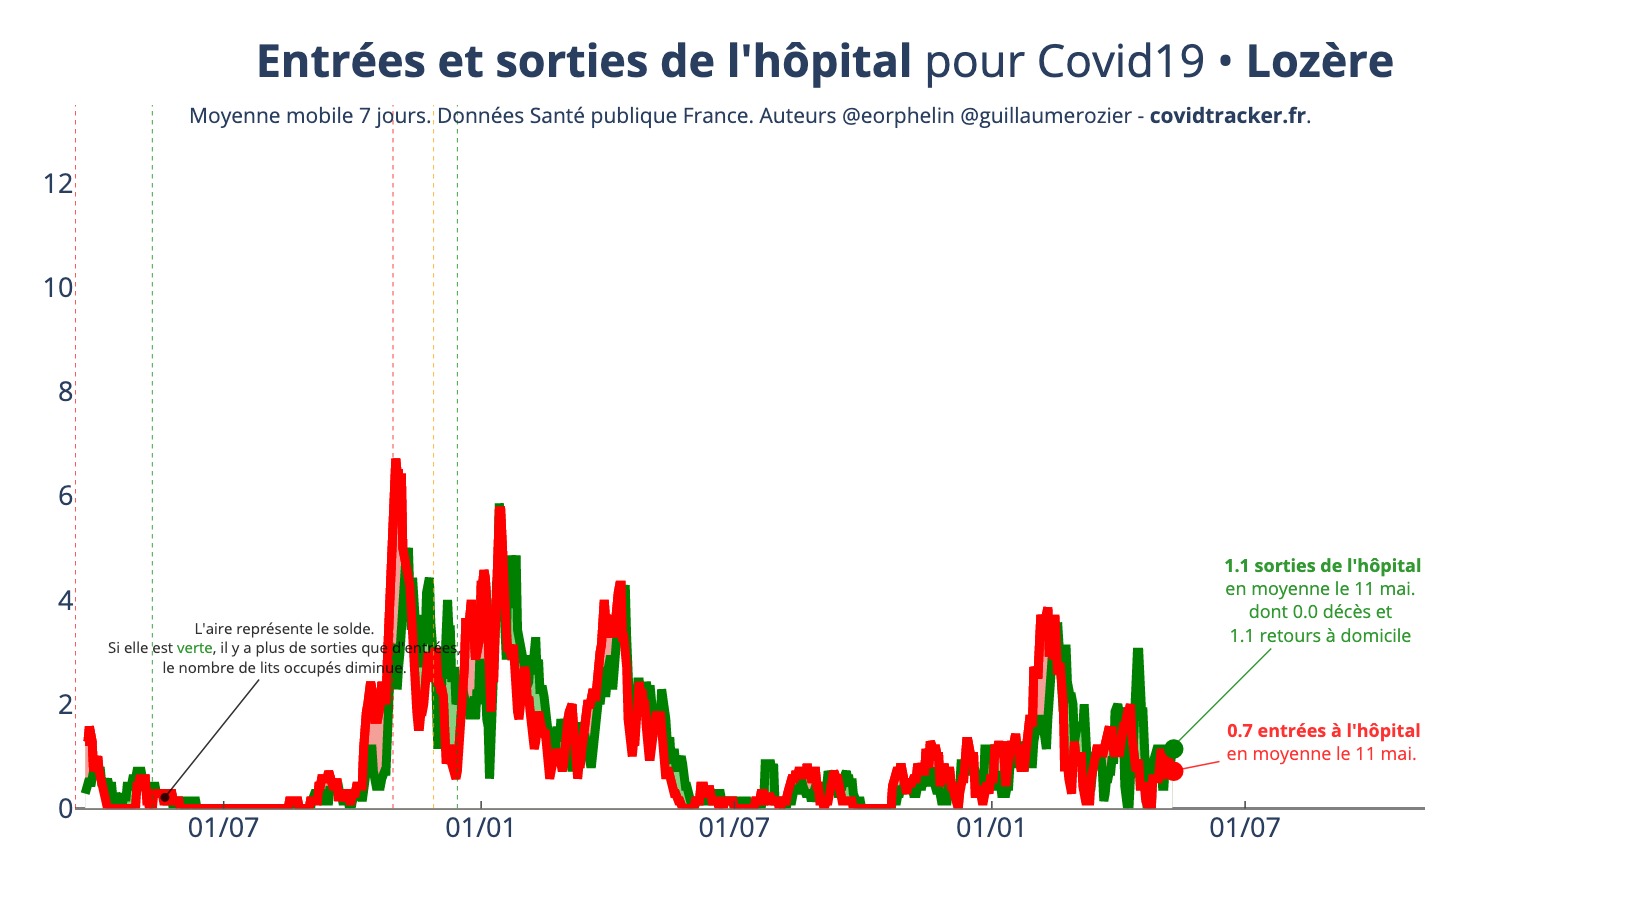 Entrées et sorties de l'hôpital pour Covid19 • Lozère
Moyenne mobile 7 jours. Données Santé publique France. Auteurs @eorphelin @guillaumerozier - covidtracker.fr.
12
10
8
6
4
2
0
L'aire représente le solde.
Si elle est verte, il y a plus de sorties que d'entrées,
le nombre de lits occupés diminue.
1.1 sorties de l'hôpital
en moyenne le 11 mai.
dont 0.0 décès et
1.1 retours à domicile
0.7 entrées à l'hôpital
en moyenne le 11 mai.
01/07
01/01
01/07
01/01
01/07